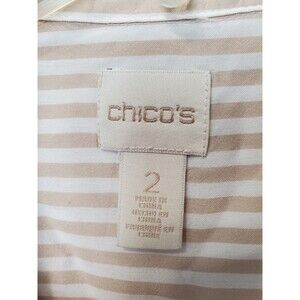 chico's
2
MADE IN
CHINA
HECHO EN
CHINA
FABRIQUÉ EN
CHINE